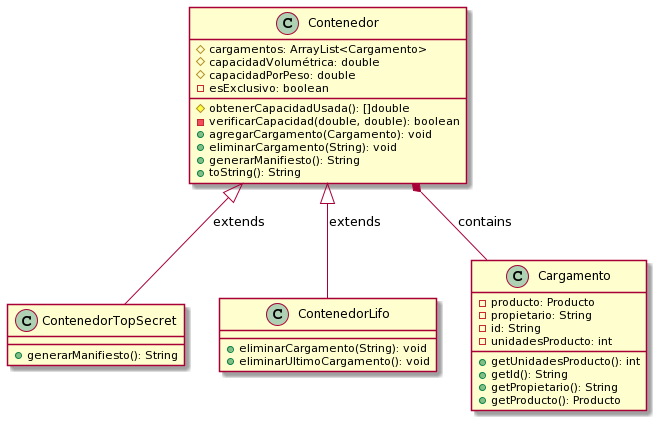 C Contenedor
cargamentos: ArrayList<Cargamento>
capacidadVolumétrica: double
capacidadPorPeso: double
esExclusivo: boolean
obtenerCapacidadUsada(): []double
verificarCapacidad(double, double): boolean
agregarCargamento(Cargamento): void
eliminarCargamento(String): void
generarManifiesto(): String
toString(): String
extends
extends
contains
C ContenedorTopSecret
generarManifiesto(): String
C ContenedorLifo
eliminarCargamento(String): void
eliminarUltimoCargamento(): void
C Cargamento
producto: Producto
propietario: String
id: String
unidadesProducto: int
getUnidadesProducto(): int
getId(): String
getPropietario(): String
getProducto(): Producto